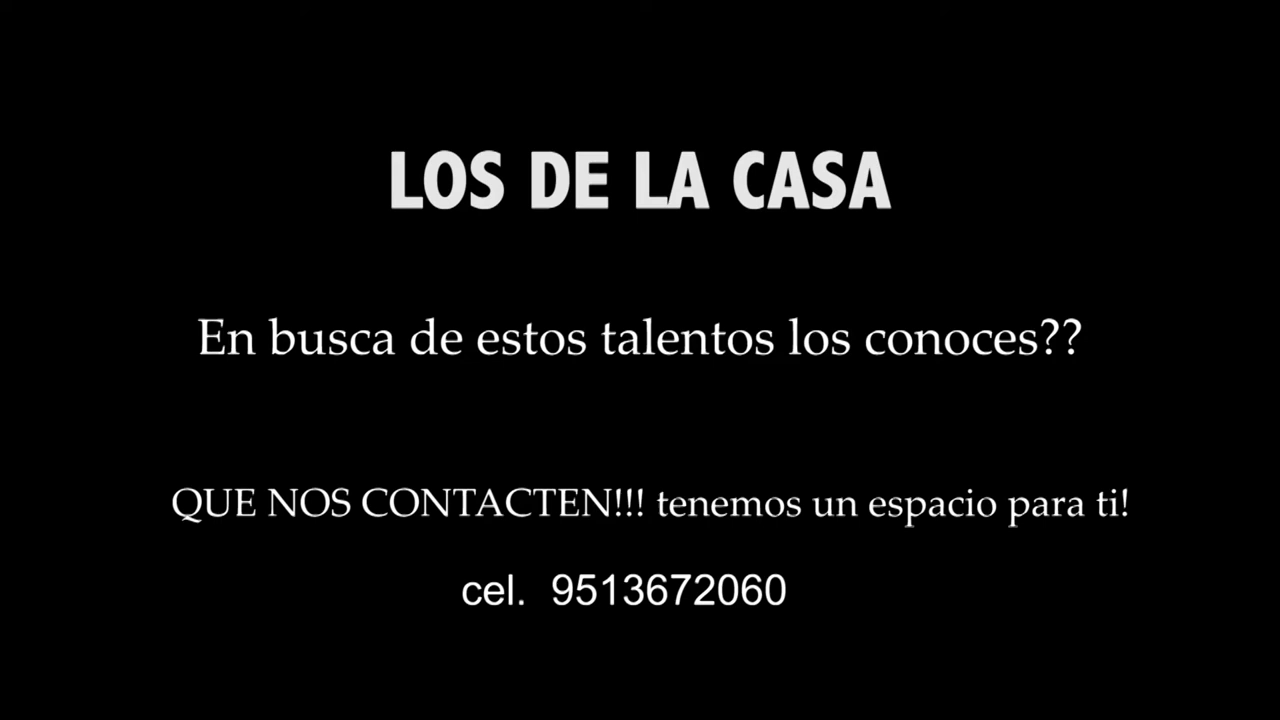 LOS DE LA CASA
En busca de estos talentos los conoces??
QUE NOS CONTACTEN!!! tenemos un espacio para ti!
cel. 9513672060